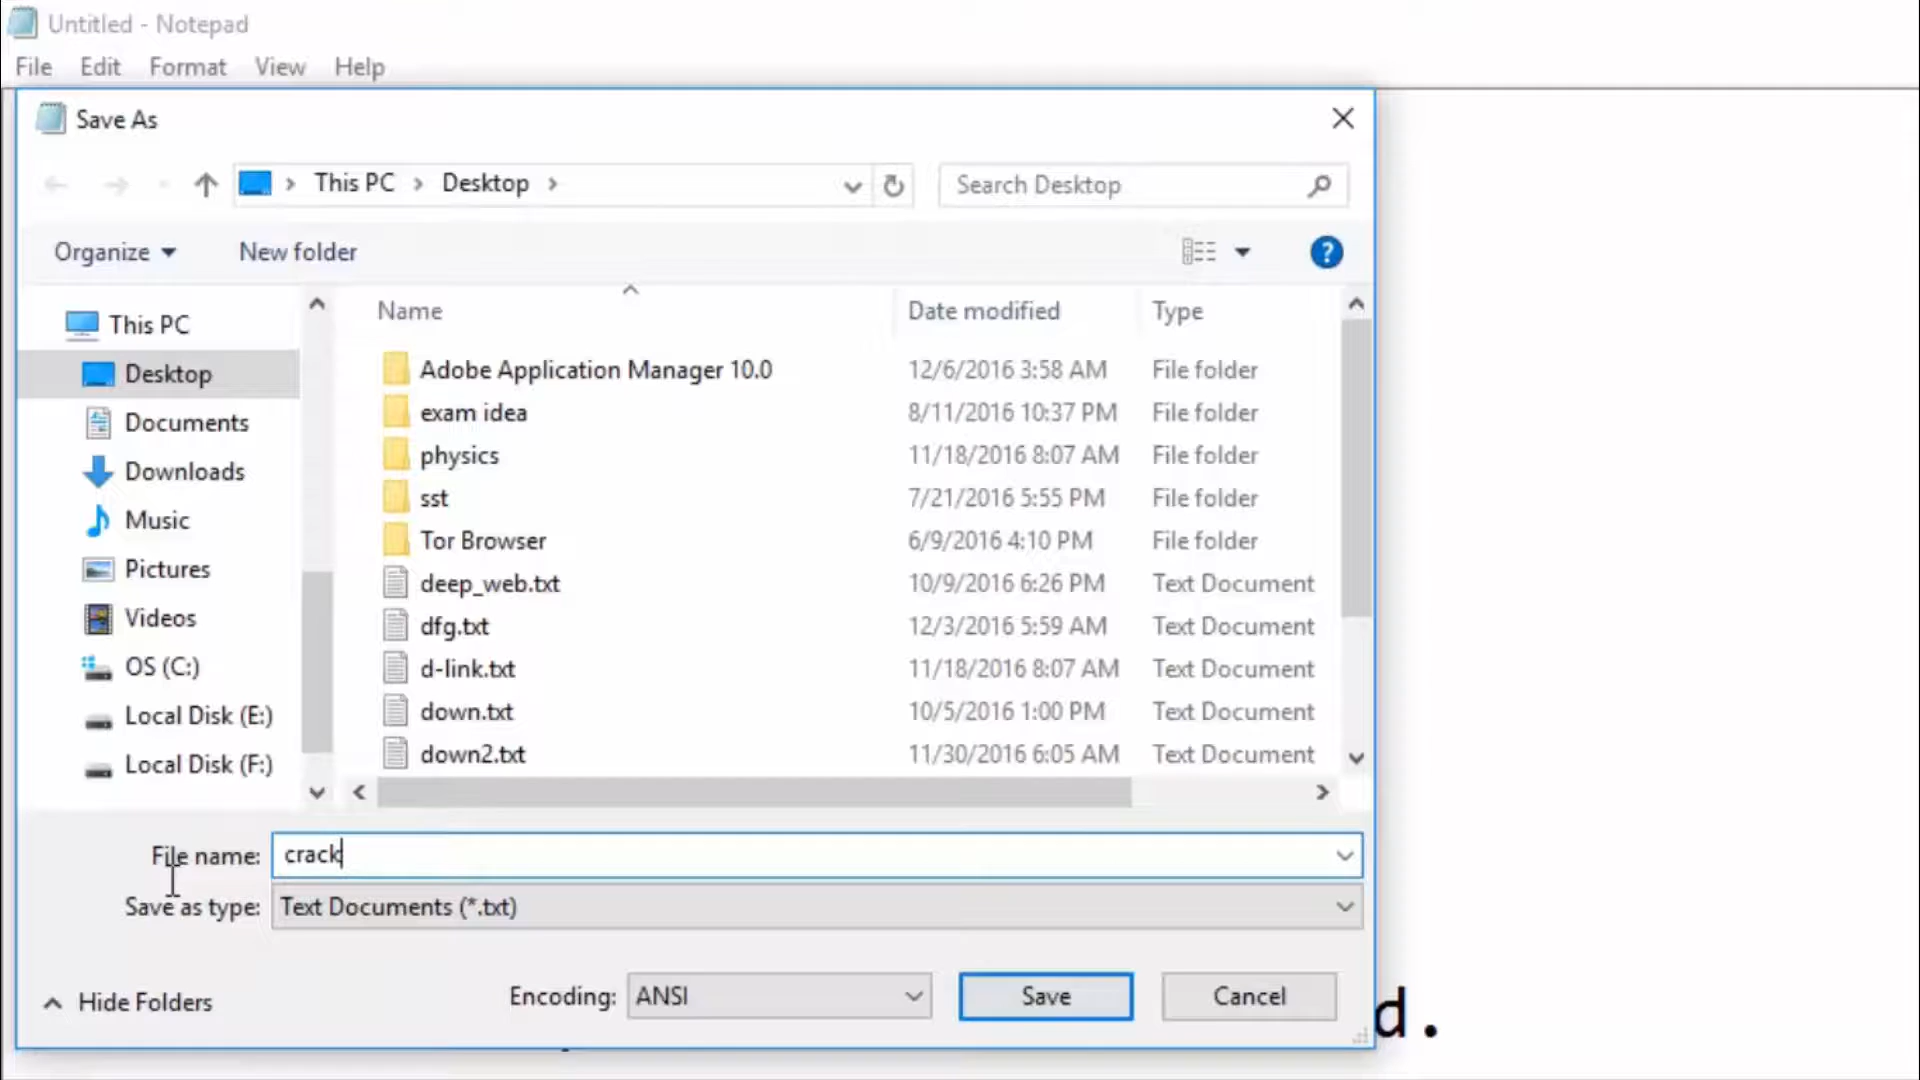 Untitled - Notepad
File Edit Format View Help
Save As
This PC Desktop
Search Desktop
Organize New folder
Name Date modified Type
This PC
Desktop
Documents
Downloads
Music
Pictures
Videos
OS (C:)
Local Disk (E:)
Local Disk (F:)
Adobe Application Manager 10.0 12/6/2016 3:58 AM File folder
exam idea 8/11/2016 10:37 PM File folder
physics 11/18/2016 8:07 AM File folder
sst 7/21/2016 5:55 PM File folder
Tor Browser 6/9/2016 4:10 PM File folder
deep_web.txt 10/9/2016 6:26 PM Text Document
dfg.txt 12/3/2016 5:59 AM Text Document
d-link.txt 11/18/2016 8:07 AM Text Document
down.txt 10/5/2016 1:00 PM Text Document
down2.txt 11/30/2016 6:05 AM Text Document
File name: crack
Save as type: Text Documents (*.txt)
Hide Folders Encoding: ANSI Save Cancel
d.